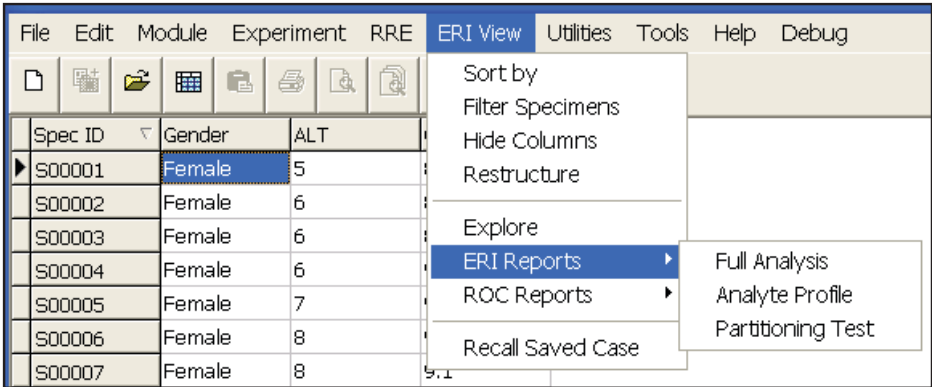 File Edit Module Experiment RRE ERI View Utilities Tools Help Debug
Sort by
Filter Specimens
Hide Columns
Restructure
Explore
ERI Reports
ROC Reports
Recall Saved Case
Full Analysis
Analyte Profile
Partitioning Test
Spec ID Gender ALT
S00001 Female 5
S00002 Female 6
S00003 Female 6
S00004 Female 6
S00005 Female 7
S00006 Female 8
S00007 Female 8 9.1